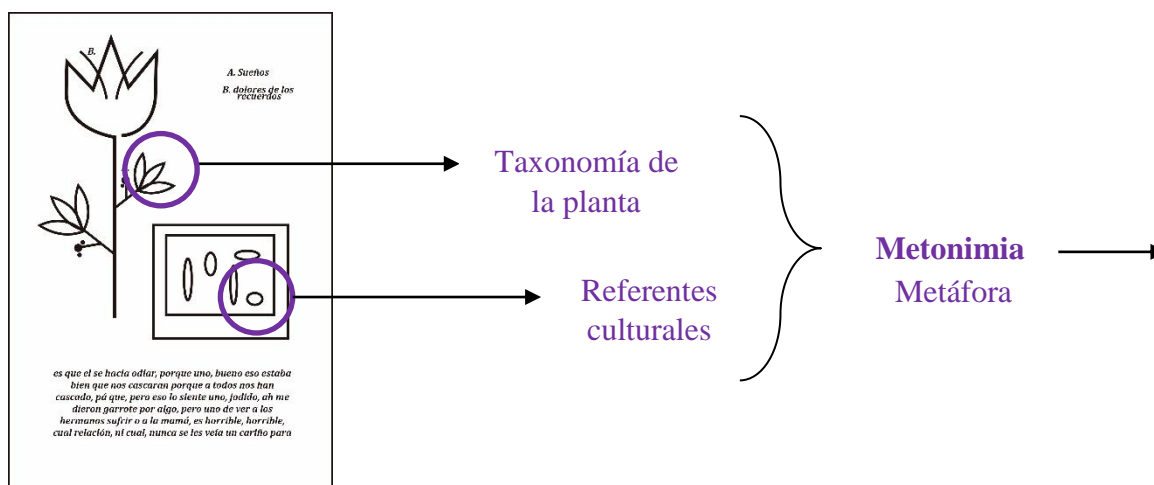 B.
A. Sueños
B. dolores de los
recuerdos
Taxonomía de
la planta
Referentes
culturales
Metonimia
Metáfora
es que el se hacia odiar, porque uno, bueno eso estaba
bien que nos cascaran porque a todos nos han
cascado, pá que, pero eso lo siente uno, jodido, ah me
dieron garrote por algo, pero uno de ver a los
hermanos sufrir o a la mamá, es horrible, horrible,
cual relación, ni cual, nunca se les veía un cariño para